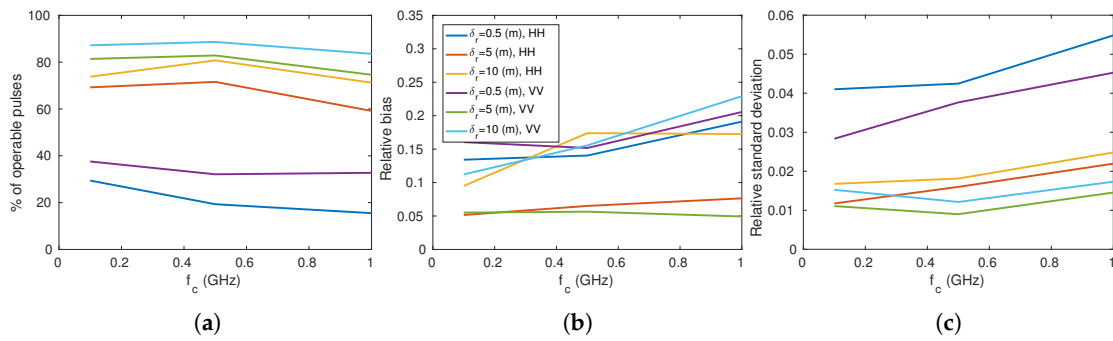 % of operable pulses
100
80
60
40
20
0
0 0.2 0.4 0.6 0.8 1
f_c (GHz)
(a)
Relative bias
0.35
0.3
0.25
0.2
0.15
0.1
0.05
0
δ_r=0.5 (m), HH
δ_r=5 (m), HH
δ_r=10 (m), HH
δ_r=0.5 (m), VV
δ_r=5 (m), VV
δ_r=10 (m), VV
0 0.2 0.4 0.6 0.8 1
f_c (GHz)
(b)
Relative standard deviation
0.06
0.05
0.04
0.03
0.02
0.01
0
0 0.2 0.4 0.6 0.8 1
f_c (GHz)
(c)